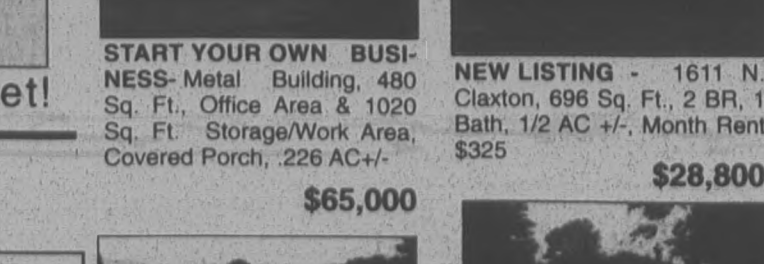 et!
START YOUR OWN BUSI-
NESS- Metal Building, 480
Sq. Ft., Office Area & 1020
Sq. Ft. Storage/Work Area,
Covered Porch, .226 AC+/-
$65,000
NEW LISTING - 1611 N.
Claxton, 696 Sq. Ft., 2 BR, 1
Bath, 1/2 AC +/-, Month Rent
$325
$28,800